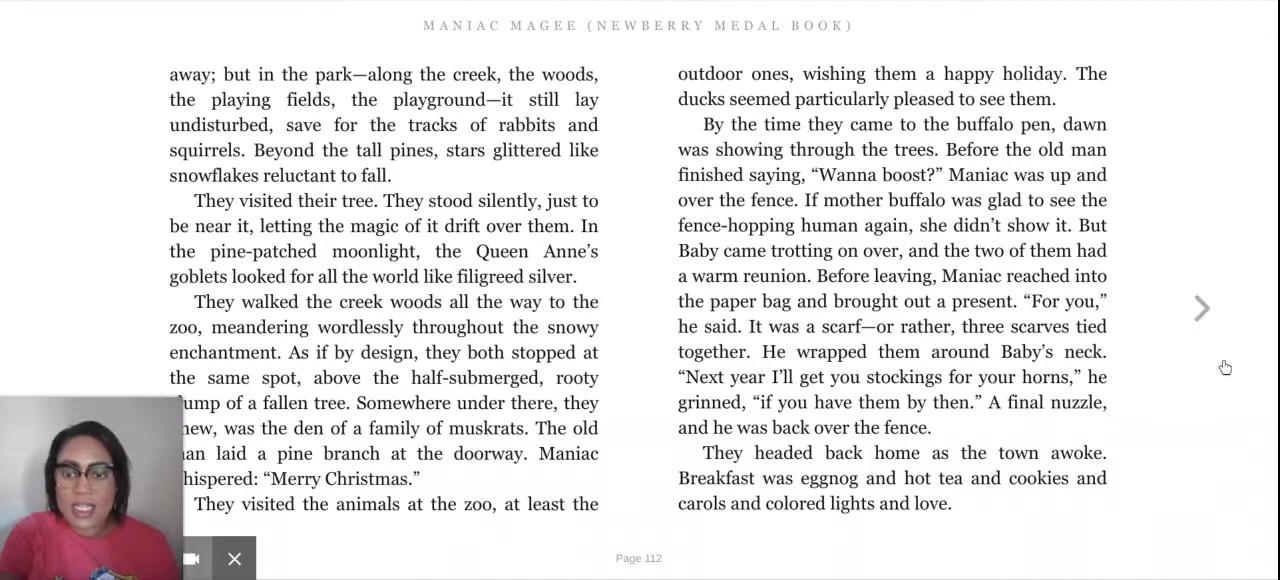 MANIAC MAGEE (NEWBERRY MEDAL BOOK)
away; but in the park—along the creek, the woods,
the playing fields, the playground—it still lay
undisturbed, save for the tracks of rabbits and
squirrels. Beyond the tall pines, stars glittered like
snowflakes reluctant to fall.
They visited their tree. They stood silently, just to
be near it, letting the magic of it drift over them. In
the pine-patched moonlight, the Queen Anne’s
goblets looked for all the world like filigreed silver.
They walked the creek woods all the way to the
zoo, meandering wordlessly throughout the snowy
enchantment. As if by design, they both stopped at
the same spot, above the half-submerged, rooty
of a fallen tree. Somewhere under there, they
was the den of a family of muskrats. The old
laid a pine branch at the doorway. Maniac
“Merry Christmas.”
They visited the animals at the zoo, at least the
outdoor ones, wishing them a happy holiday. The
ducks seemed particularly pleased to see them.
By the time they came to the buffalo pen, dawn
was showing through the trees. Before the old man
finished saying, “Wanna boost?” Maniac was up and
over the fence. If mother buffalo was glad to see the
fence-hopping human again, she didn’t show it. But
Baby came trotting on over, and the two of them had
a warm reunion. Before leaving, Maniac reached into
the paper bag and brought out a present. “For you,”
he said. It was a scarf—or rather, three scarves tied
together. He wrapped them around Baby’s neck.
“Next year I’ll get you stockings for your horns,” he
grinned, “if you have them by then.” A final nuzzle,
and he was back over the fence.
They headed back home as the town awoke.
Breakfast was eggnog and hot tea and cookies and
carols and colored lights and love.
Page 112